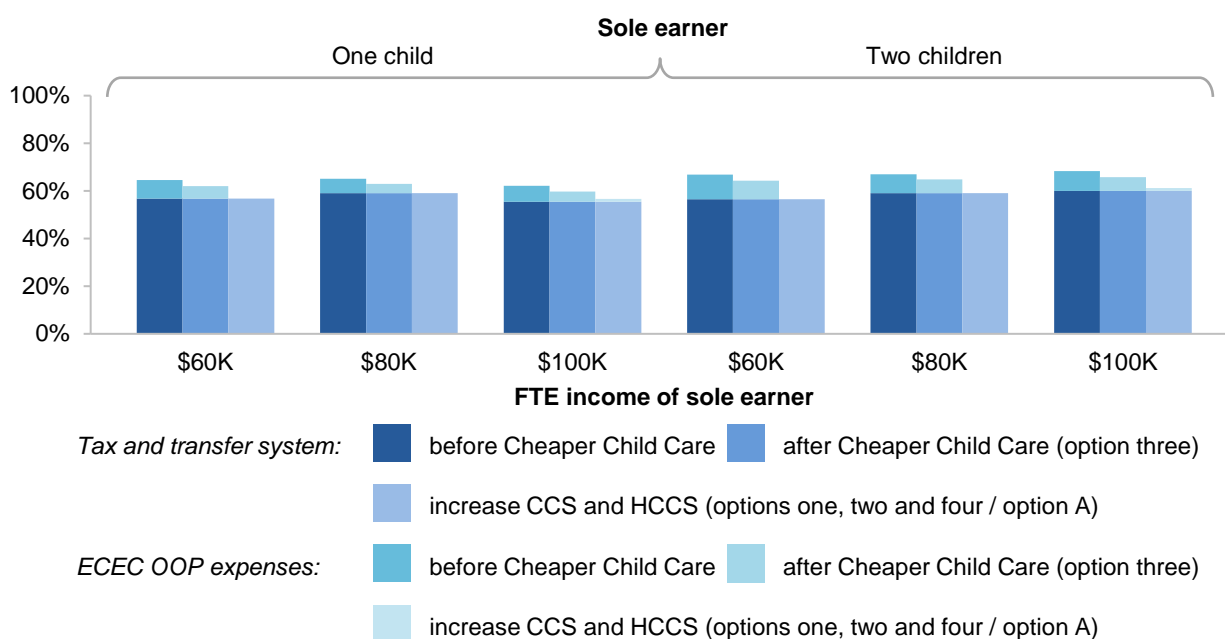 Sole earner
One child
Two children
100%
80%
60%
40%
20%
0%
$60K $80K $100K $60K $80K $100K
FTE income of sole earner
Tax and transfer system: before Cheaper Child Care after Cheaper Child Care (option three)
increase CCS and HCCS (options one, two and four / option A)
ECEC OOP expenses: before Cheaper Child Care after Cheaper Child Care (option three)
increase CCS and HCCS (options one, two and four / option A)